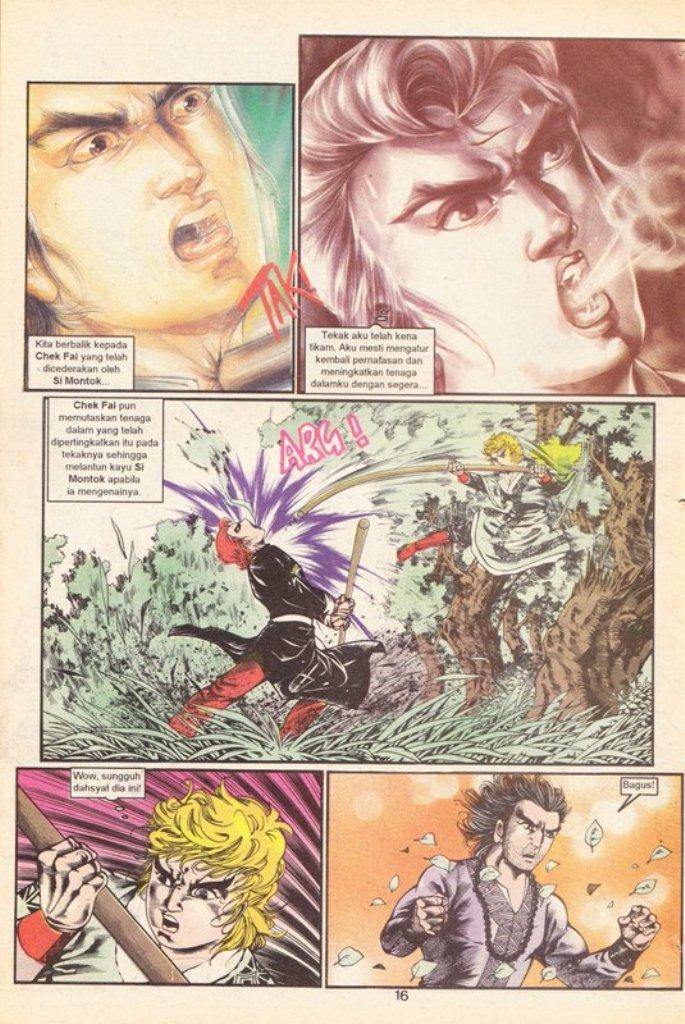 Kita berbalik kepada
Chek Fai yang telah
dicederakan oleh
Si Montok...
TAK!
Tekak aku telah kena
tikam. Aku mesti mengatur
kembali pernafasan dan
meningkatkan tenaga
dalamku dengan segera...
Chek Fai pun
memutaskan tenaga
dalam yang telah
dipertingkatkan itu pada
tekaknya sehingga
melantun kayu Si
Montok apabila
ia mengenainya.
ARG!
Wow, sungguh
dahsyat dia ini!
Bagus!
16